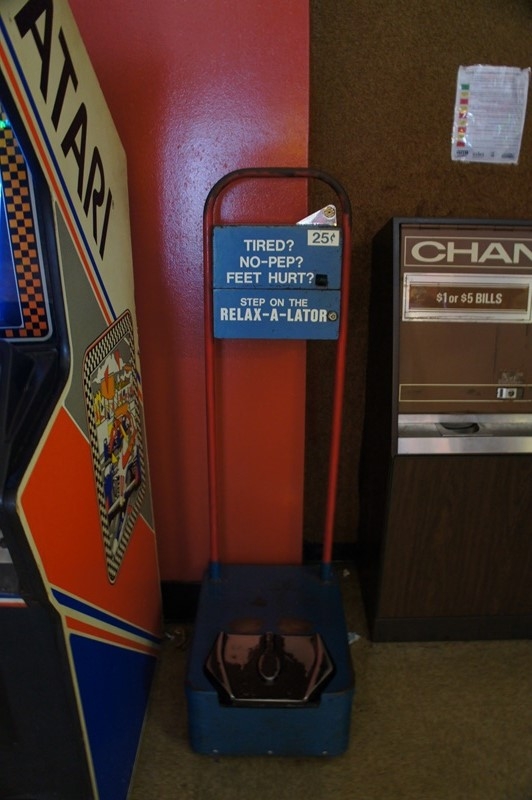 ATARI
25¢
TIRED?
NO-PEP?
FEET HURT?
STEP ON THE
RELAX-A-LATOR
CHAN
$1 or $5 BILLS